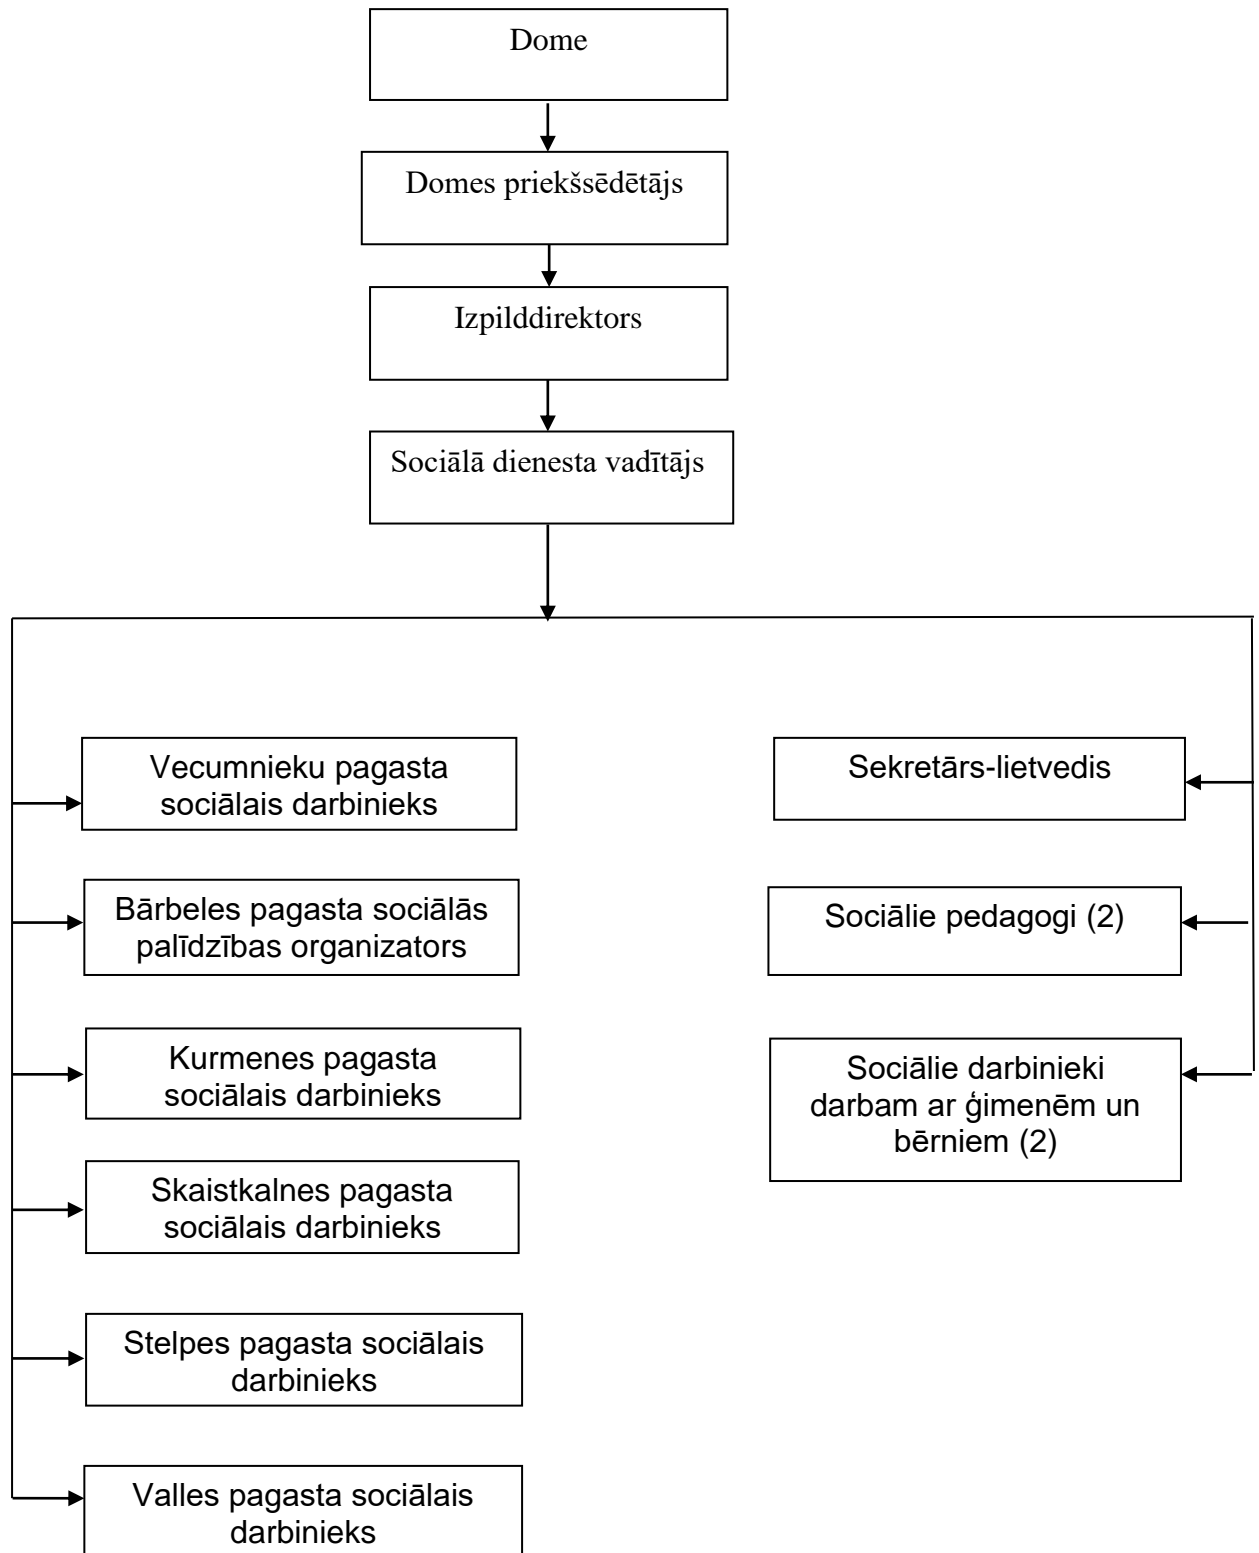 Dome
Domes priekšsēdētājs
Izpilddirektors
Sociālā dienesta vadītājs
Vecumnieku pagasta
sociālais darbinieks
Bārbeles pagasta sociālās
palīdzības organizators
Kurmenes pagasta
sociālais darbinieks
Skaistkalnes pagasta
sociālais darbinieks
Stelpes pagasta sociālais
darbinieks
Valles pagasta sociālais
darbinieks
Sekretārs-lietvedis
Sociālie pedagogi (2)
Sociālie darbinieki
darbam ar ģimenēm un
bērniem (2)